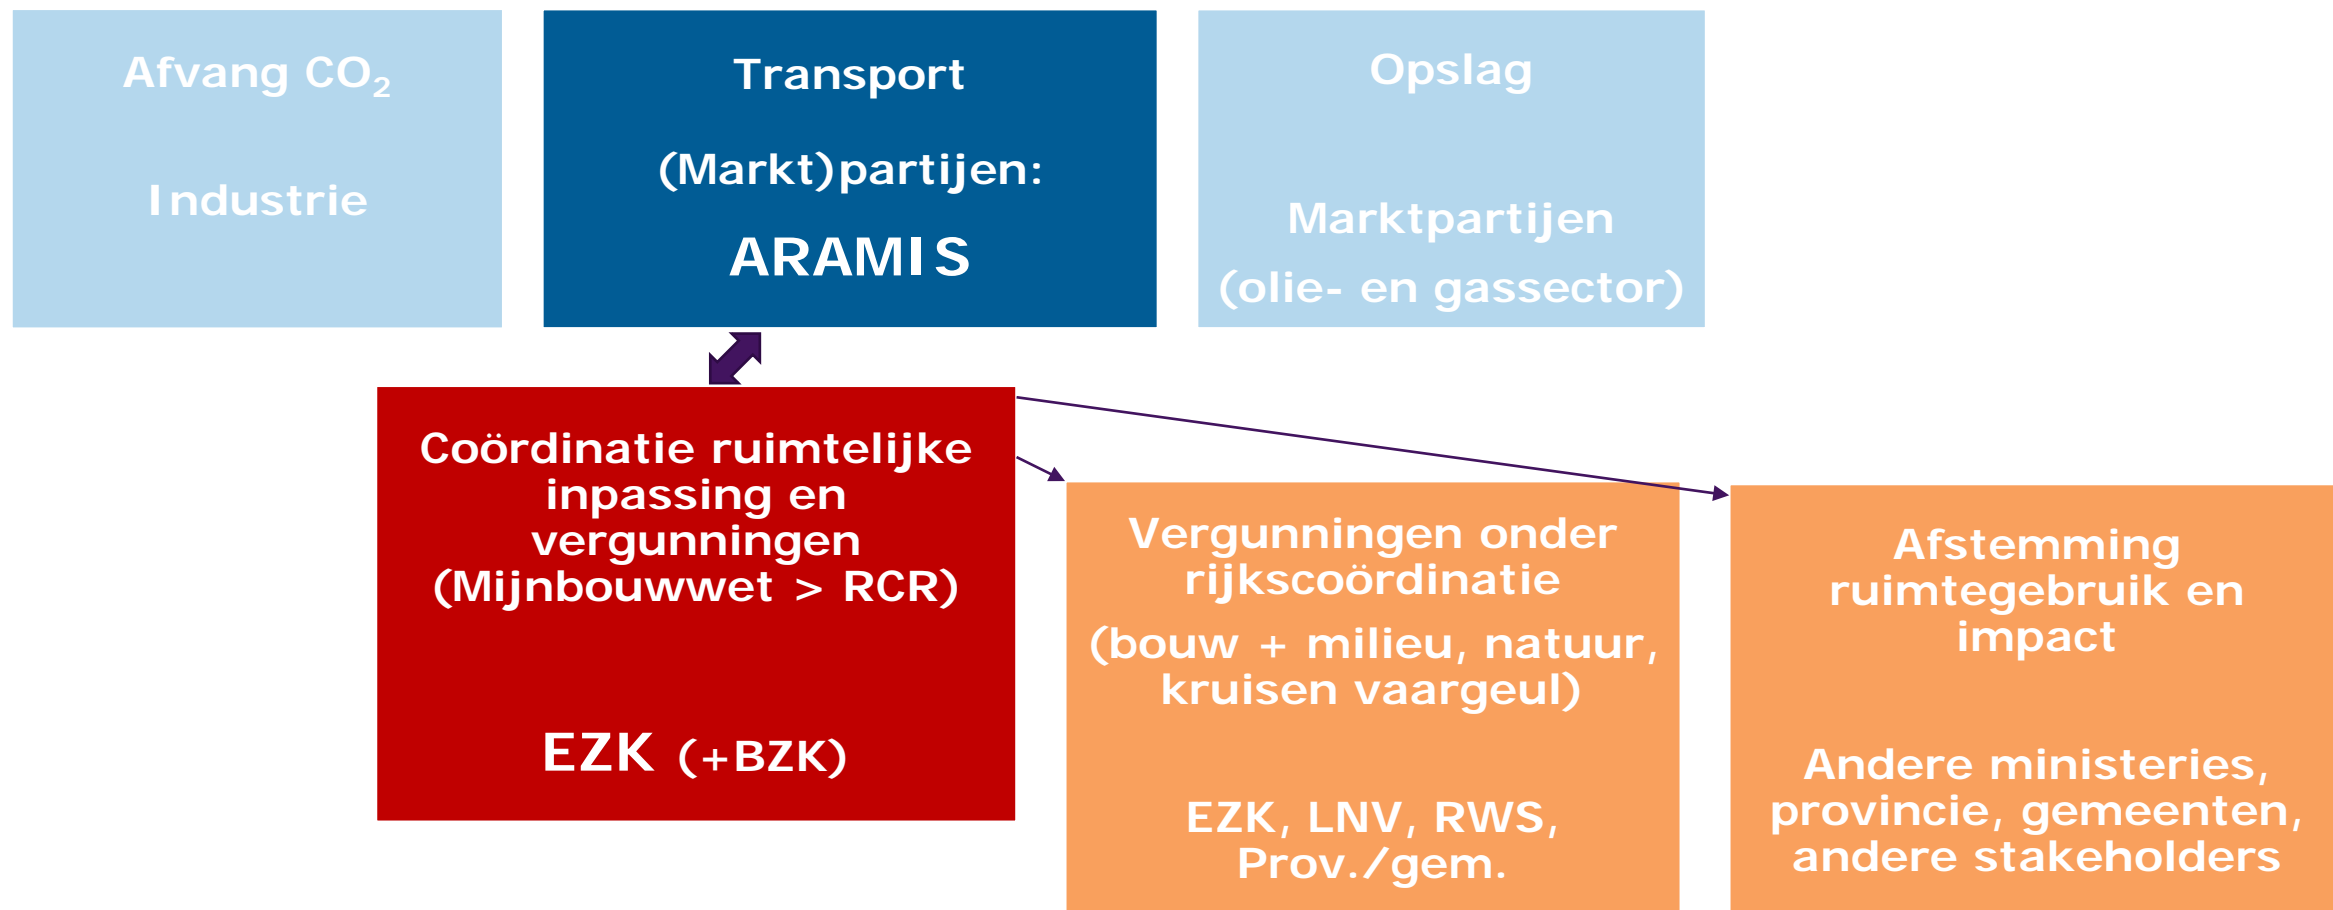 Afvang CO₂
Industrie
Transport
(Markt)partijen:
ARAMIS
Opslag
Marktpartijen
(olie- en gassector)
Coördinatie ruimtelijke
inpassing en
vergunningen
(Mijnbouwwet > RCR)
EZK (+BZK)
Vergunningen onder
rijkscoördinatie
(bouw + milieu, natuur,
kruisen vaargeul)
EZK, LNV, RWS,
Prov./gem.
Afstemming
ruimtegebruik en
impact
Andere ministeries,
provincie, gemeenten,
andere stakeholders